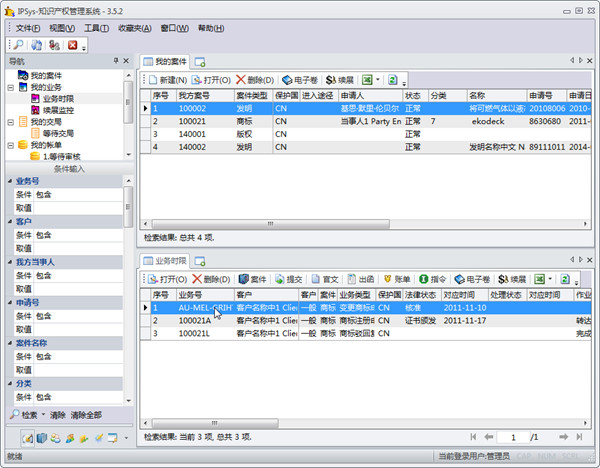 IPSys-知识产权管理系统 - 3.5.2
文件(F) 视图(V) 工具(T) 收藏夹(A) 窗口(W) 帮助(H)
导航
我的案件
我的业务
业务时限
续展监控
我的交局
等待交局
我的帐单
1.等待审核
条件输入
业务号
条件 包含
取值
客户
条件 包含
取值
我方当事人
条件 包含
取值
申请号
条件 包含
取值
案件名称
条件 包含
取值
分类
条件 包含
取值
检索 清除 清除全部
我的案件
新建(N) 打开(O) 删除(D) 电子卷 续展
序号 我方案号 案件类型 保护国 进入途径 申请人 状态 分类 名称 申请号 申请日
1 100002 发明 CN 基恩·默里·伦贝尔 正常 将可燃气体以液 20108006 2010-
2 100021 商标 CN 当事人1 Party En 正常 7 ekodeck 8630680 2011-
3 140001 版权 CN 正常
4 140002 发明 CN 正常 发明名称中文 N 89111011 2014-
检索结果: 总共 4 项.
业务时限
打开(O) 删除(D) 案件 提交 官文 出函 账单 指令 电子卷 续展
序号 业务号 客户 客户 案件 业务类型 保护国 法律状态 对应时间 处理状态 对应时间 作业
1 AU-MEL-GRIH 客户名称中1 Clien 一般 商标 变更商标 CN 核准 2011-11-10
2 100021A 客户名称中1 Clien 一般 商标 商标注册 CN 证书颁发 2011-11-17 转达
3 100021L 客户名称中1 Clien 一般 商标 商标驳回复 CN 完成
检索结果: 当前 3 项, 总共 3 项.
1 /1
就绪
当前登录用户:管理员
CAP NUM SCRL